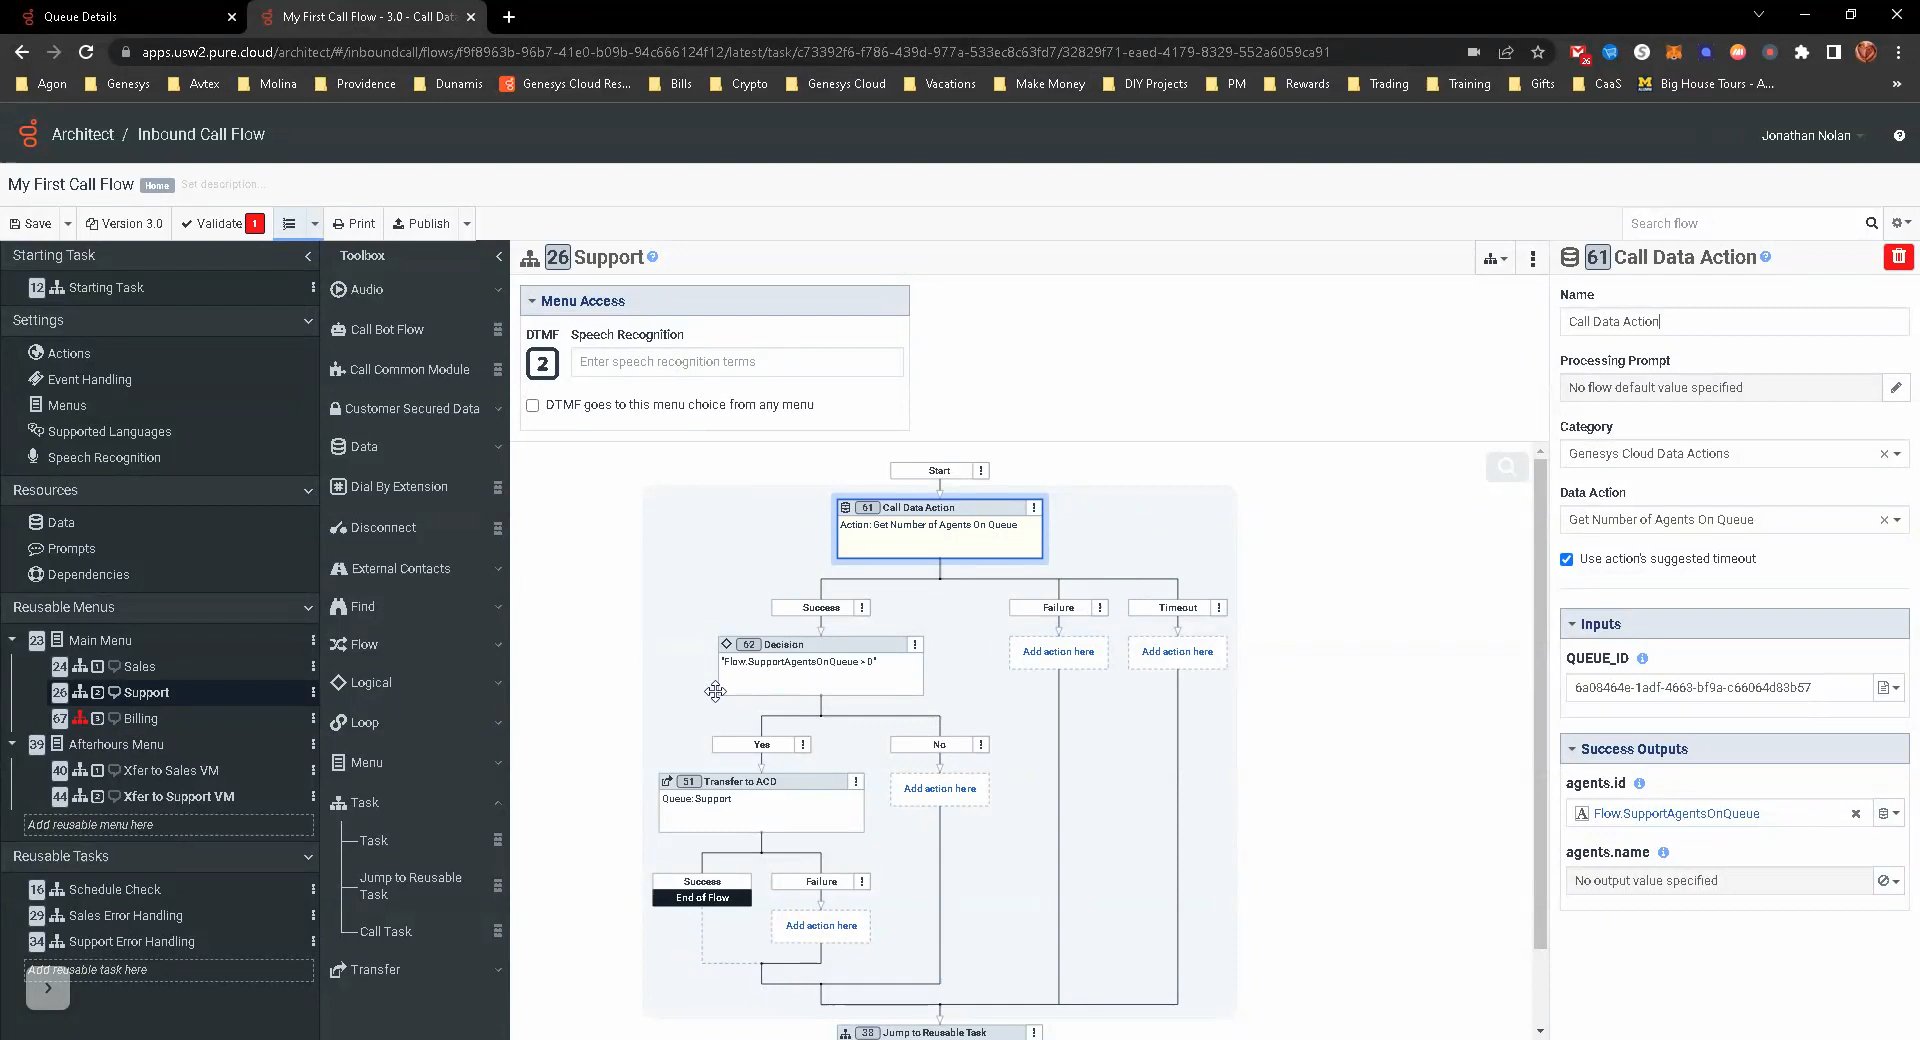 Queue Details
My First Call Flow - 3.0 - Call Dat
apps.usw2.pure.cloud/architect/#/inboundcall/flows/f9f8963b-96b7-41e0-b09b-94c666124f12/latest/task/c73392f6-f786-439d-977a-533ec8c63fd7/32829f71-eaed-4179-8329-552a6059ca91
26
Agon
Genesys
Avtex
Molina
Providence
Dunamis
Genesys Cloud Res...
Bills
Crypto
Genesys Cloud
Vacations
Make Money
DIY Projects
PM
Rewards
Trading
Training
Gifts
CaaS
Big House Tours - A...
Architect / Inbound Call Flow
Jonathan Nolan
My First Call Flow Home Set description...
Save
Version 3.0
Validate 1
Print
Publish
Search flow
Starting Task
12 Starting Task
Settings
Actions
Event Handling
Menus
Supported Languages
Speech Recognition
Resources
Data
Prompts
Dependencies
Reusable Menus
23 Main Menu
24 1 Sales
26 2 Support
67 3 Billing
39 Afterhours Menu
40 1 Xfer to Sales VM
44 2 Xfer to Support VM
Add reusable menu here
Reusable Tasks
16 Schedule Check
29 Sales Error Handling
34 Support Error Handling
Add reusable task here
Toolbox
Audio
Call Bot Flow
Call Common Module
Customer Secured Data
Data
Dial By Extension
Disconnect
External Contacts
Find
Flow
Logical
Loop
Menu
Task
Task
Jump to Reusable
Task
Call Task
Transfer
26 Support
Menu Access
DTMF Speech Recognition
2 Enter speech recognition terms
DTMF goes to this menu choice from any menu
Start
61 Call Data Action
Action: Get Number of Agents On Queue
Success
Failure
Timeout
62 Decision
"Flow.SupportAgentsOnQueue > 0"
Add action here
Add action here
Yes
No
51 Transfer to ACD
Queue: Support
Add action here
Success
End of Flow
Failure
Add action here
38 Jump to Reusable Task
61 Call Data Action
Name
Call Data Action
Processing Prompt
No flow default value specified
Category
Genesys Cloud Data Actions
Data Action
Get Number of Agents On Queue
Use action's suggested timeout
Inputs
QUEUE_ID
6a08464e-1adf-4663-bf9a-c66064d83b57
Success Outputs
agents.id
A Flow.SupportAgentsOnQueue
agents.name
No output value specified